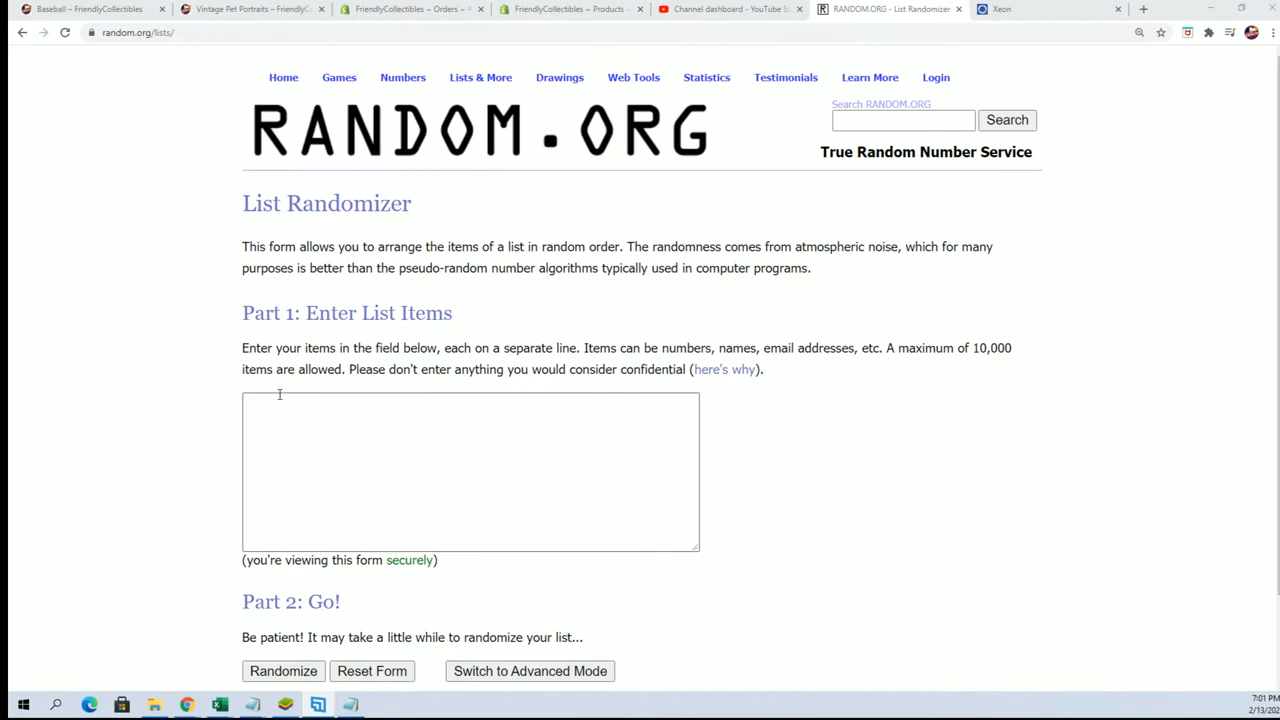 Baseball – FriendlyCollectibles
Vintage Pet Portraits – FriendlyC
FriendlyCollectibles – Orders –
FriendlyCollectibles – Products –
Channel dashboard - YouTube S
RANDOM.ORG - List Randomizer
Xeon
random.org/lists/
Home Games Numbers Lists & More Drawings Web Tools Statistics Testimonials Learn More Login
RANDOM.ORG
Search RANDOM.ORG
Search
True Random Number Service
List Randomizer
This form allows you to arrange the items of a list in random order. The randomness comes from atmospheric noise, which for many
purposes is better than the pseudo-random number algorithms typically used in computer programs.
Part 1: Enter List Items
Enter your items in the field below, each on a separate line. Items can be numbers, names, email addresses, etc. A maximum of 10,000
items are allowed. Please don't enter anything you would consider confidential (here's why).
(you're viewing this form securely)
Part 2: Go!
Be patient! It may take a little while to randomize your list...
Randomize Reset Form Switch to Advanced Mode
7:01 PM
2/13/202